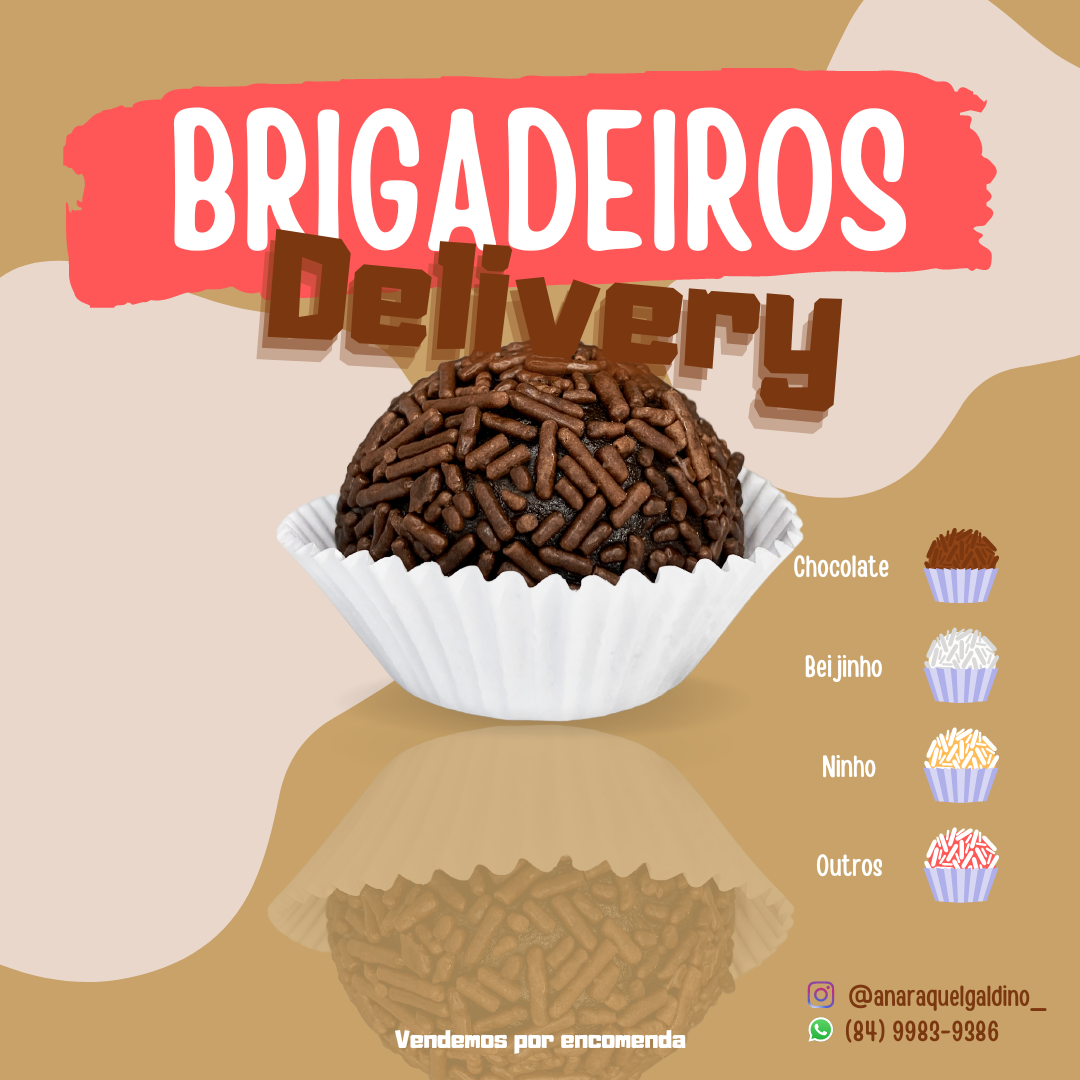 BRIGADEIROS
Delivery
Chocolate
Beijinho
Ninho
Outros
@anaraquelgaldino_
(84) 9983-9386
Vendemos por encomenda